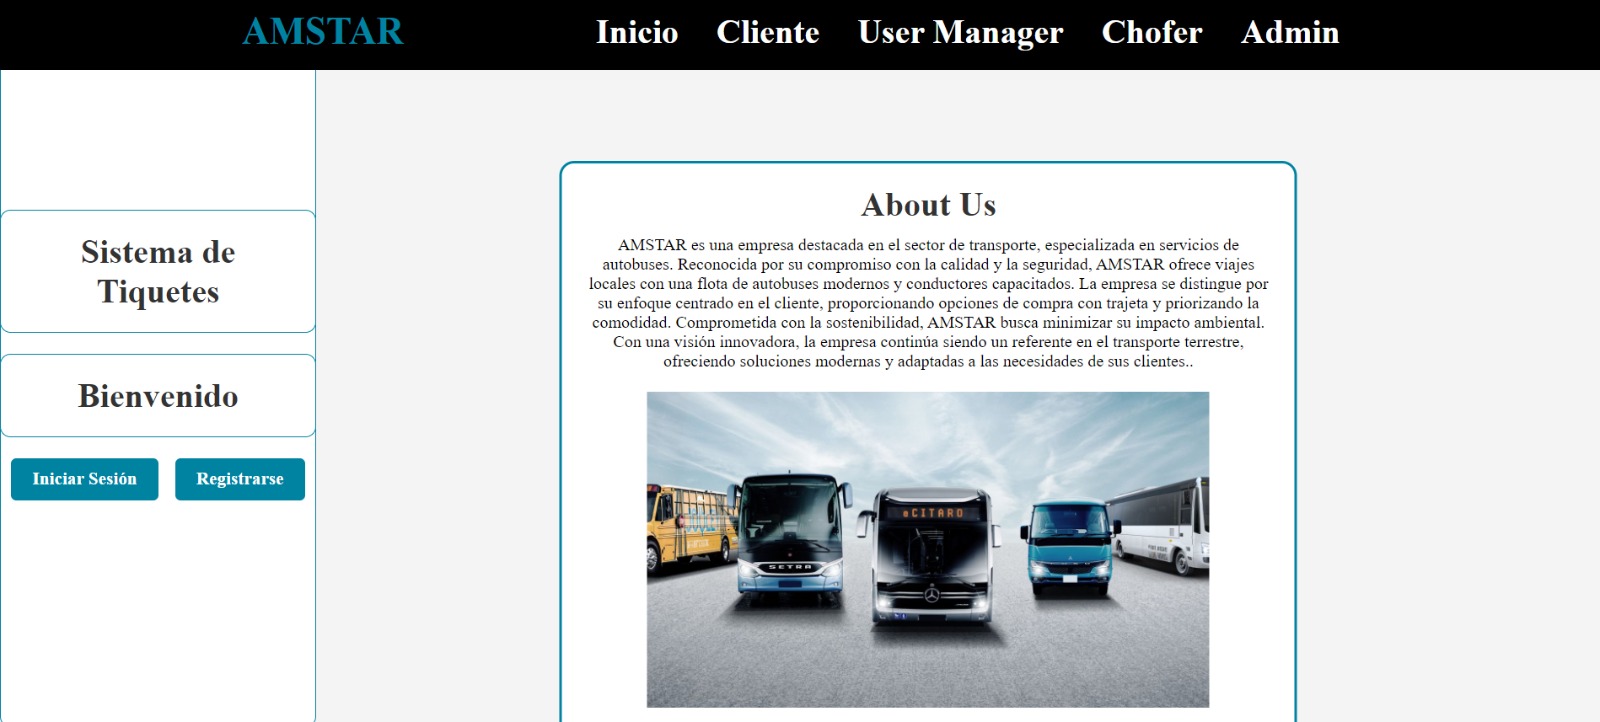 AMSTAR
Inicio Cliente User Manager Chofer Admin
Sistema de
Tiquetes
Bienvenido
Iniciar Sesión Registrarse
About Us
AMSTAR es una empresa destacada en el sector de transporte, especializada en servicios de
autobuses. Reconocida por su compromiso con la calidad y la seguridad, AMSTAR ofrece viajes
locales con una flota de autobuses modernos y conductores capacitados. La empresa se distingue por
su enfoque centrado en el cliente, proporcionando opciones de compra con trajeta y priorizando la
comodidad. Comprometida con la sostenibilidad, AMSTAR busca minimizar su impacto ambiental.
Con una visión innovadora, la empresa continúa siendo un referente en el transporte terrestre,
ofreciendo soluciones modernas y adaptadas a las necesidades de sus clientes..
eCITARO
SETRA